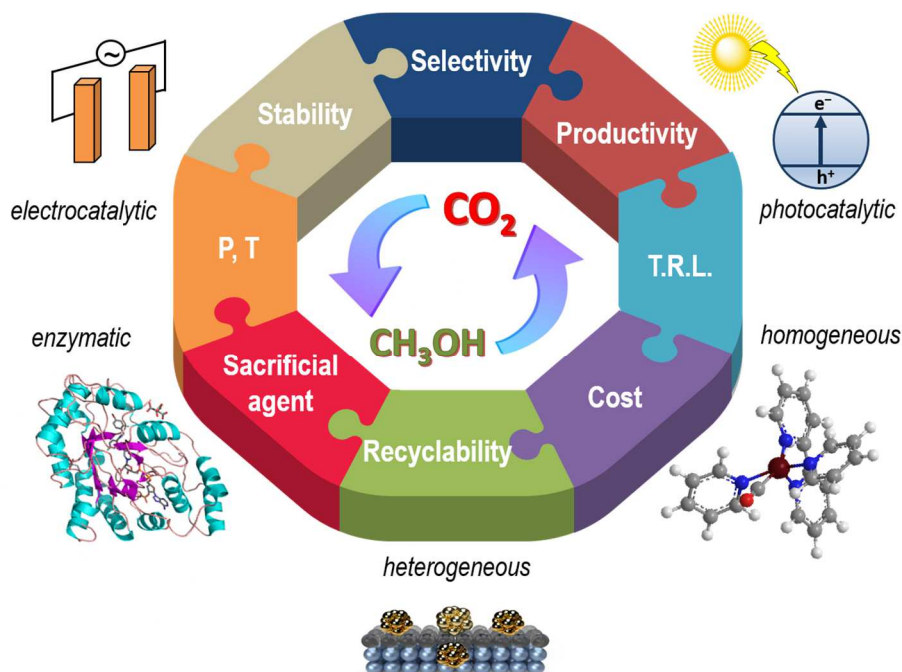 ~
Selectivity
Stability
Productivity
e⁻
h⁺
electrocatalytic
photocatalytic
CO₂
P, T
T.R.L.
enzymatic
CH₃OH
homogeneous
Sacrificial
agent
Cost
Recyclability
heterogeneous